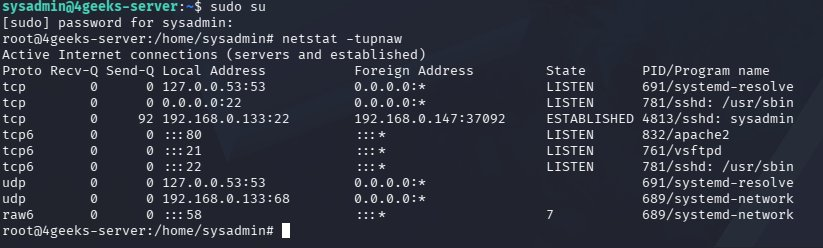 sysadmin@4geeks-server:~$ sudo su
[sudo] password for sysadmin:
root@4geeks-server:/home/sysadmin# netstat -tupnaw
Active Internet connections (servers and established)
Proto Recv-Q Send-Q Local Address           Foreign Address         State       PID/Program name
tcp        0      0 127.0.0.53:53           0.0.0.0:*               LISTEN      691/systemd-resolve
tcp        0      0 0.0.0.0:22              0.0.0.0:*               LISTEN      781/sshd: /usr/sbin
tcp        0     92 192.168.0.133:22        192.168.0.147:37092     ESTABLISHED 4813/sshd: sysadmin
tcp6       0      0 :::80                   :::*                    LISTEN      832/apache2
tcp6       0      0 :::21                   :::*                    LISTEN      761/vsftpd
tcp6       0      0 :::22                   :::*                    LISTEN      781/sshd: /usr/sbin
udp        0      0 127.0.0.53:53           0.0.0.0:*                           691/systemd-resolve
udp        0      0 192.168.0.133:68        0.0.0.0:*                           689/systemd-network
raw6       0      0 :::58                   :::*                    7           689/systemd-network
root@4geeks-server:/home/sysadmin#